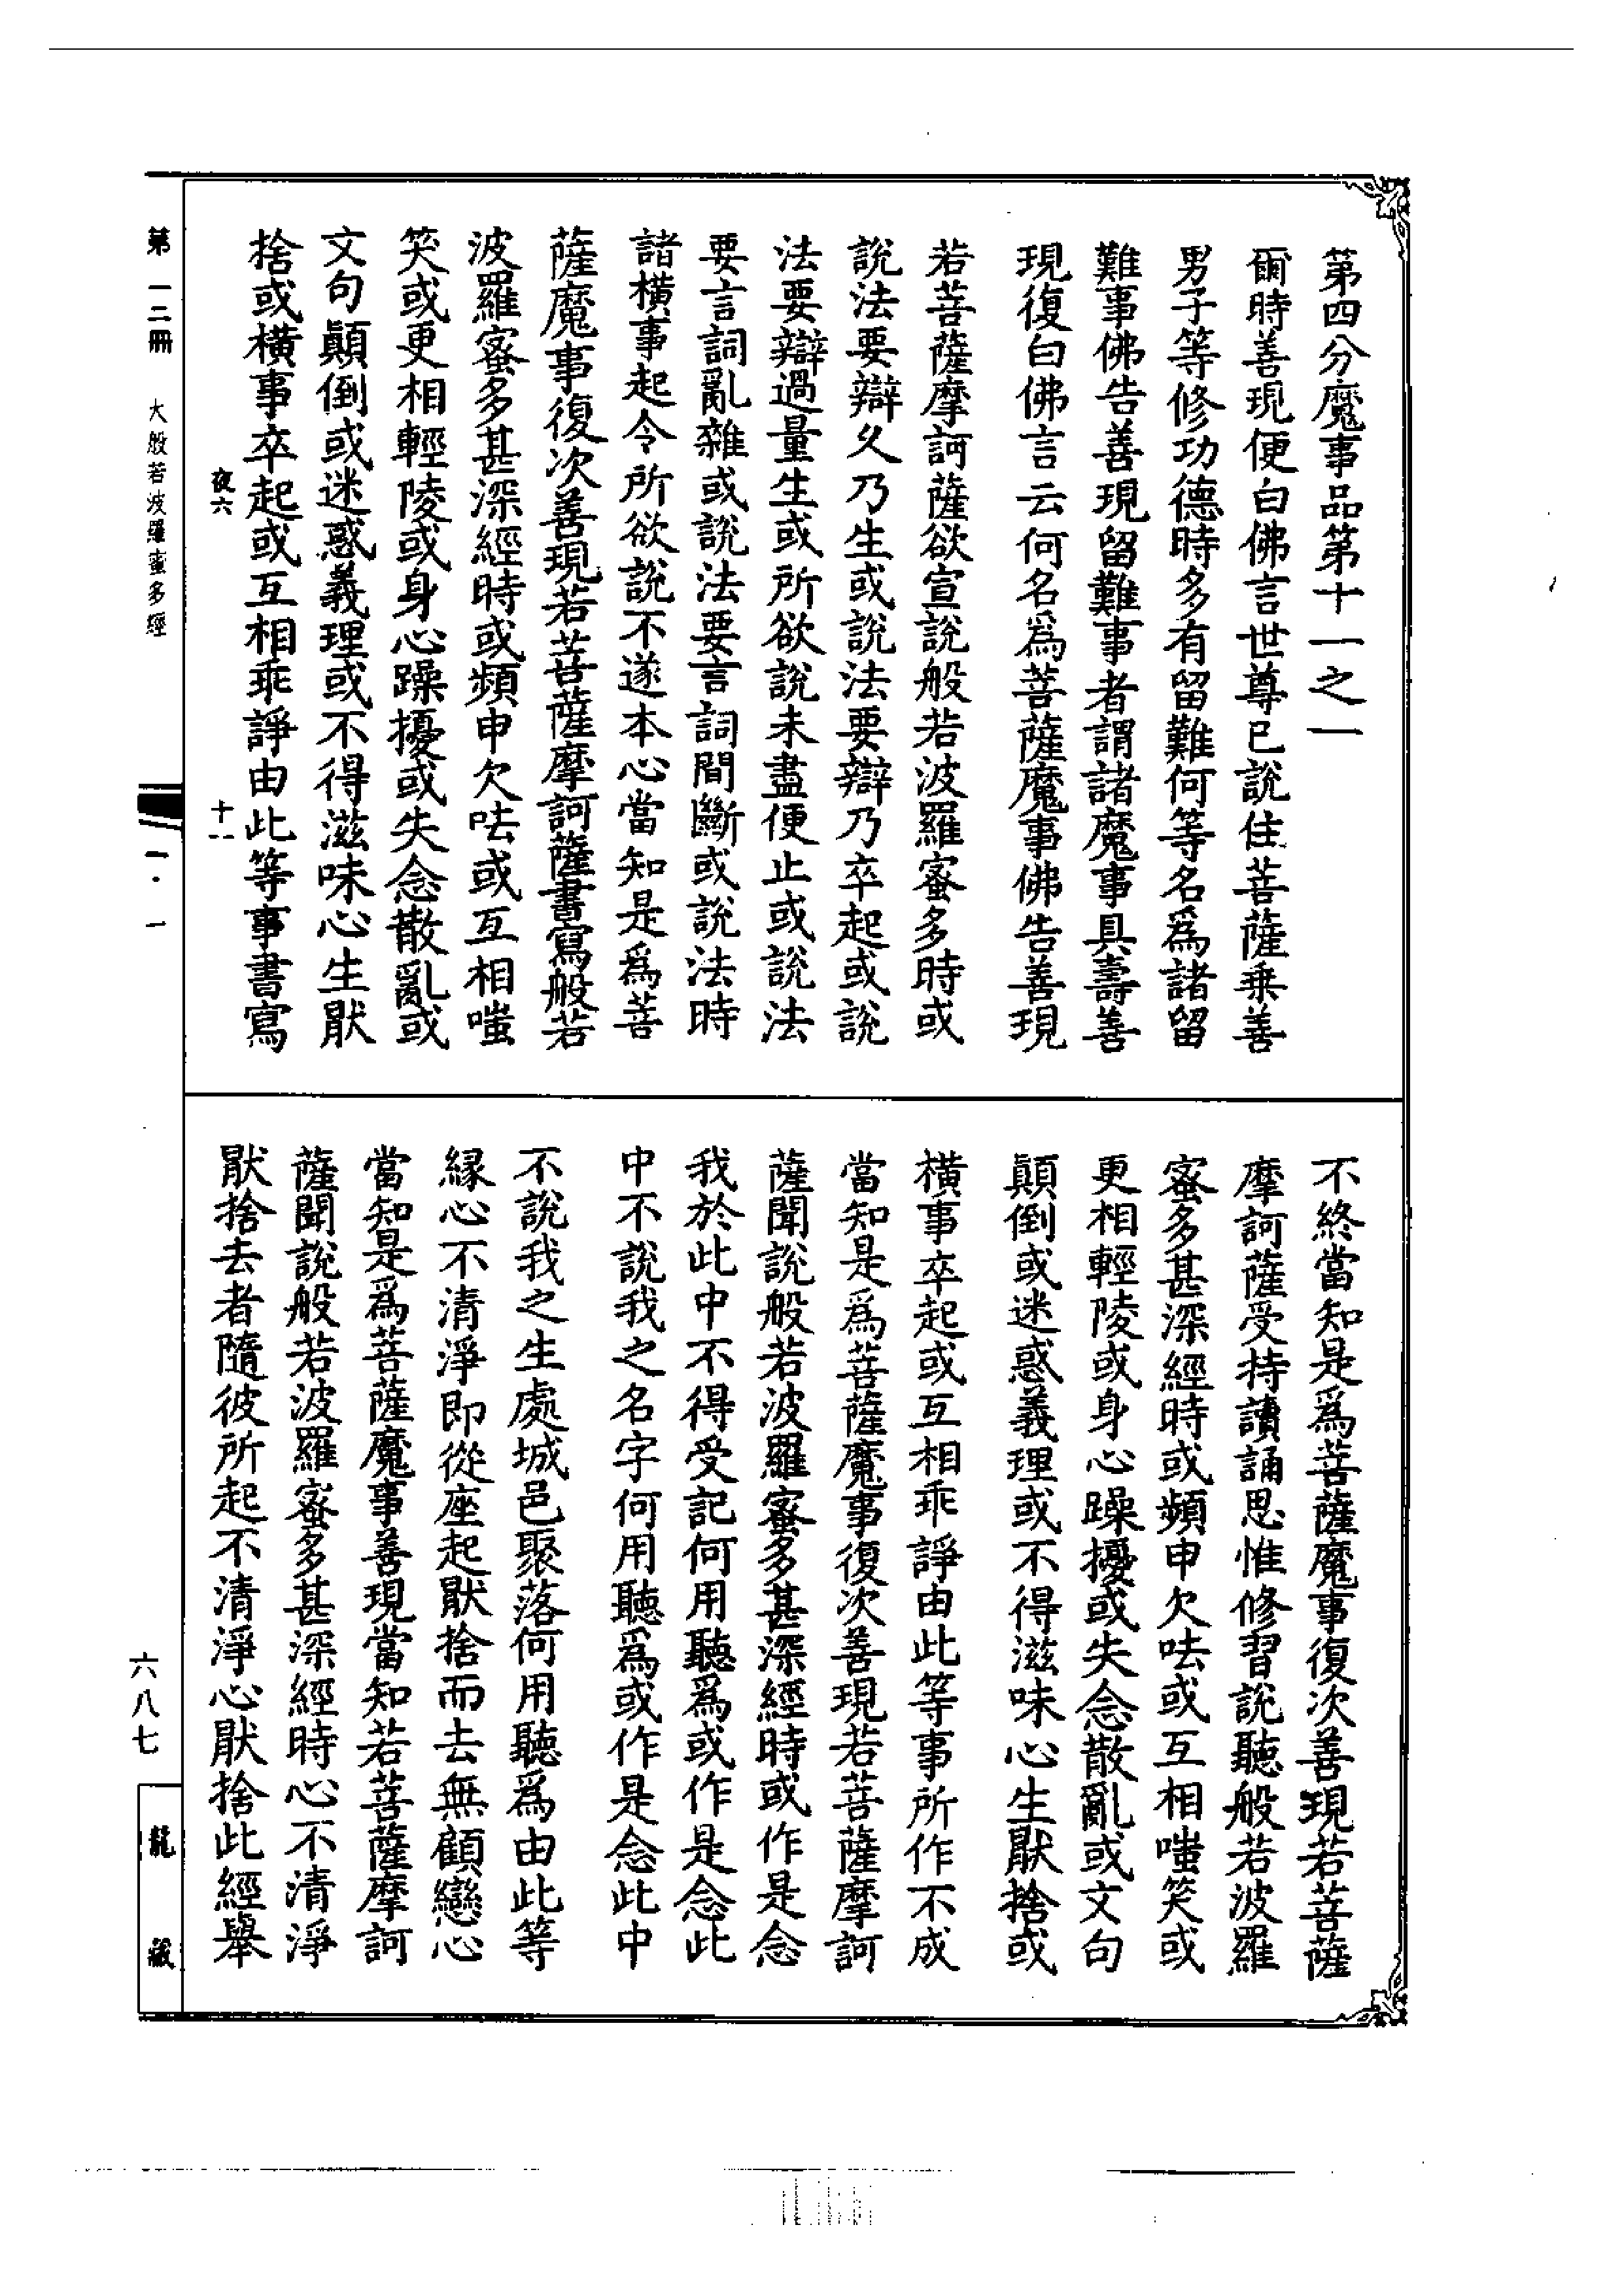 第四分魔事品第十一之一
爾時善現便白佛言世尊已說住菩薩乗善
男子等修功德時多有留難何等名爲諸留
難事佛告善現留難事者謂諸魔事具壽善
現復白佛言云何名爲菩薩魔事佛告善現
若菩薩摩訶薩欲宣說般若波羅蜜多時或
說法要辯久乃生或說法要辯乃卒起或說
法要辯過量生或所欲說未盡便止或說法
要言詞亂雜或說法要言詞間斷或說法時
諸橫事起令所欲說不遂本心當知是爲菩
薩魔事復次善現若菩薩摩訶薩書寫般若
波羅蜜多甚深經時或頻申欠呿或互相嗤
笑或更相輕陵或身心躁擾或失念散亂或
文句顚倒或迷惑義理或不得滋味心生猒
捨或橫事卒起或互相乖諍由此等事書寫
夜六
十一
不終當知是爲菩薩魔事復次善現若菩薩
摩訶薩受持讀誦思惟修習說聽般若波羅
蜜多甚深經時或頻申欠呿或互相嗤笑或
更相輕陵或身心躁擾或失念散亂或文句
顚倒或迷惑義理或不得滋味心生猒捨或
橫事卒起或互相乖諍由此等事所作不成
當知是爲菩薩魔事復次善現若菩薩摩訶
薩聞說般若波羅蜜多甚深經時或作是念
我於此中不得受記何用聽爲或作是念此
中不說我之名字何用聽爲或作是念此中
不說我之生處城邑聚落何用聽爲由此等
緣心不清淨即從座起猒捨而去無顧戀心
當知是爲菩薩魔事善現當知若菩薩摩訶
薩聞說般若波羅蜜多甚深經時心不清淨
猒捨去者隨彼所起不清淨心猒捨此經舉
第一二冊 大般若波羅蜜多經
一·一
六八七
龍藏